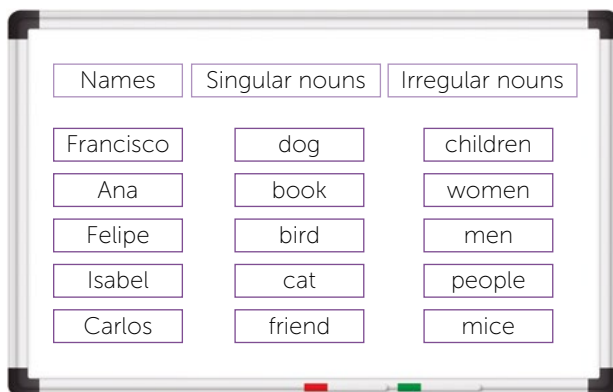 Names Singular nouns Irregular nouns
Francisco dog children
Ana book women
Felipe bird men
Isabel cat people
Carlos friend mice